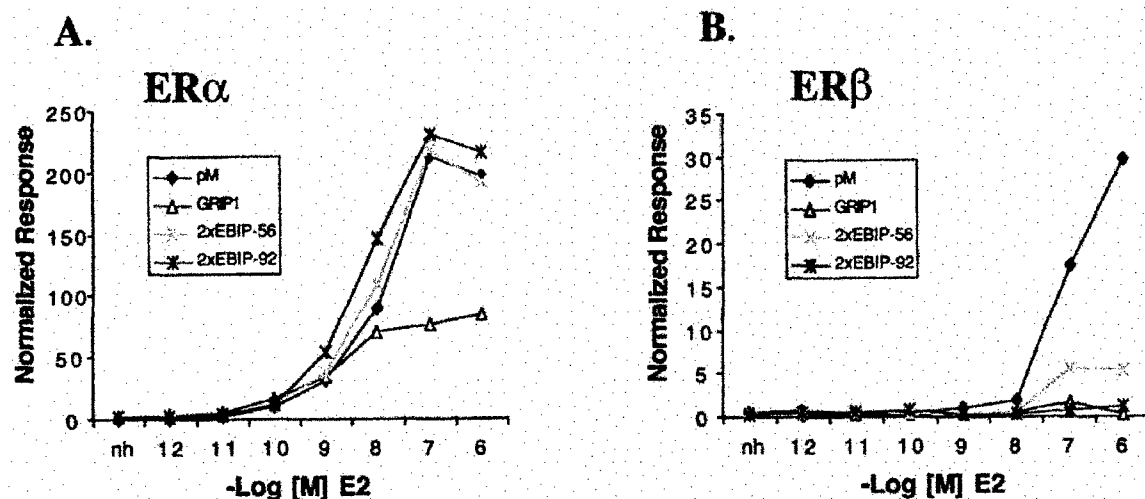 A.
ERα
Normalized Response
250
200
150
100
50
0
pM
GRIP1
2xEBIP-56
2xEBIP-92
nh 12 11 10 9 8 7 6
-Log [M] E2
B.
ERβ
Normalized Response
35
30
25
20
15
10
5
0
pM
GRIP1
2xEBIP-56
2xEBIP-92
nh 12 11 10 9 8 7 6
-Log [M] E2